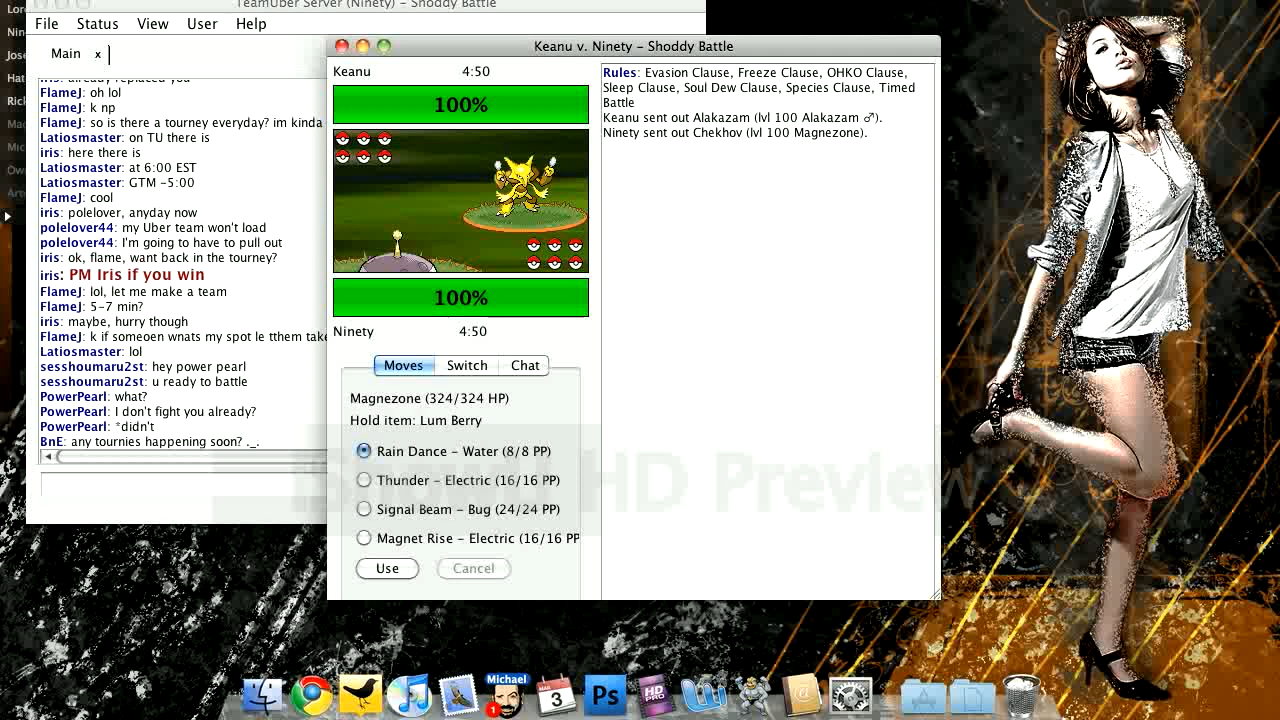 TeamUber Server (Ninety) – Shoddy Battle
File Status View User Help
Main x
iris: already replaced you
FlameJ: oh lol
FlameJ: k np
FlameJ: so is there a tourney everyday? im kinda
Latiosmaster: on TU there is
iris: here there is
Latiosmaster: at 6:00 EST
Latiosmaster: GTM -5:00
FlameJ: cool
iris: polelover, anyday now
polelover44: my Uber team won't load
polelover44: I'm going to have to pull out
iris: ok, flame, want back in the tourney?
iris: PM Iris if you win
FlameJ: lol, let me make a team
FlameJ: 5-7 min?
iris: maybe, hurry though
FlameJ: k if someoen whats my spot le tthem take
Latiosmaster: lol
sesshoumaru2st: hey power pearl
sesshoumaru2st: u ready to battle
PowerPearl: what?
PowerPearl: I don't fight you already?
PowerPearl: *didn't
BnE: any tournies happening soon? ._.
Keanu v. Ninety – Shoddy Battle
Keanu 4:50
100%
100%
Ninety 4:50
Moves Switch Chat
Magnezone (324/324 HP)
Hold item: Lum Berry
Rain Dance – Water (8/8 PP)
Thunder – Electric (16/16 PP)
Signal Beam – Bug (24/24 PP)
Magnet Rise – Electric (16/16 PP
Use Cancel
Rules: Evasion Clause, Freeze Clause, OHKO Clause,
Sleep Clause, Soul Dew Clause, Species Clause, Timed
Battle
Keanu sent out Alakazam (lvl 100 Alakazam ♂).
Ninety sent out Chekhov (lvl 100 Magnezone).
iShowU HD Preview
Michael
1
3
Ps
HD
PRO